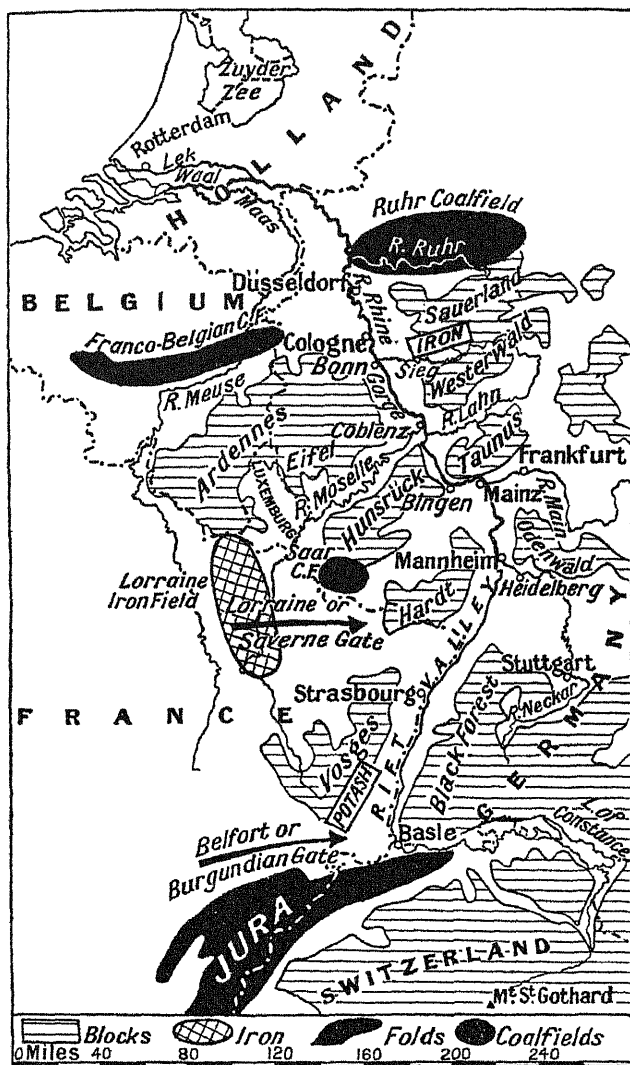 Zuyder
Zee
HOLLAND
Rotterdam
Lek
Waal
Maas
Ruhr Coalfield
R. Ruhr
Düsseldorf
R. Rhine
Sauerland
BELGIUM
Franco-Belgian C.F.
Cologne
IRON
Bonn
Sieg
Westerwald
Gorge
R. Meuse
R. Lahn
Coblenz
Ardennes
Eifel
Taunus
Frankfurt
LUXEMBURG
R. Moselle
Bingen
Mainz
R. Main
Hunsrück
Odenwald
Saar
C.F.
Mannheim
Lorraine
Iron Field
Heidelberg
Hardt
Lorraine or
Saverne Gate
Stuttgart
Strasbourg
R. Neckar
FRANCE
GERMANY
RIFT VALLEY
Vosges
Black Forest
POTASH
L. of
Constance
Belfort or
Burgundian Gate
Basle
JURA
SWITZERLAND
Mt. St. Gothard
Blocks Iron Folds Coalfields
0 Miles 40 80 120 160 200 240